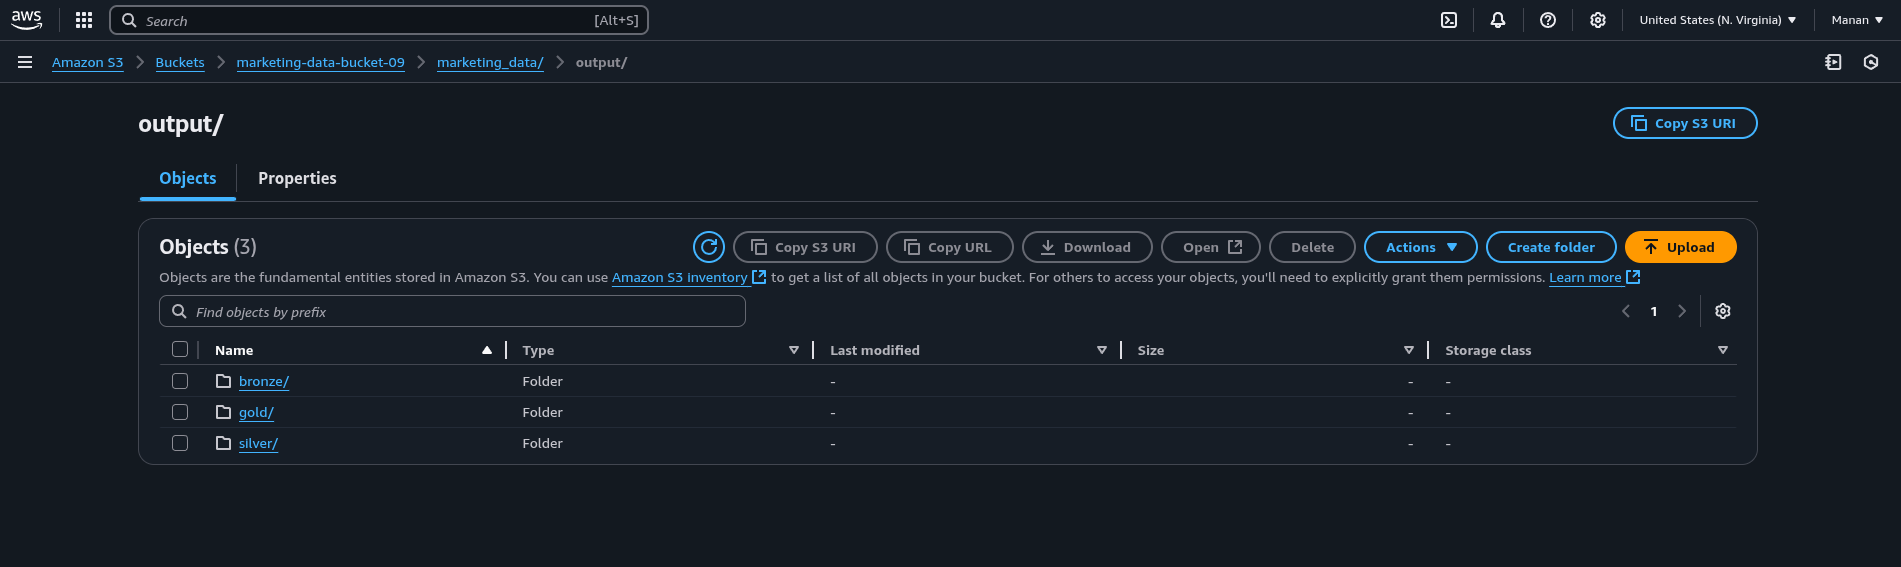 aws
Search [Alt+S]
United States (N. Virginia) Manan
Amazon S3 Buckets marketing-data-bucket-09 marketing_data/ output/
output/
Copy S3 URI
Objects Properties
Objects (3)
Copy S3 URI Copy URL Download Open Delete Actions Create folder Upload
Objects are the fundamental entities stored in Amazon S3. You can use Amazon S3 inventory to get a list of all objects in your bucket. For others to access your objects, you'll need to explicitly grant them permissions. Learn more
Find objects by prefix
1
Name Type Last modified Size Storage class
bronze/ Folder - - -
gold/ Folder - - -
silver/ Folder - - -